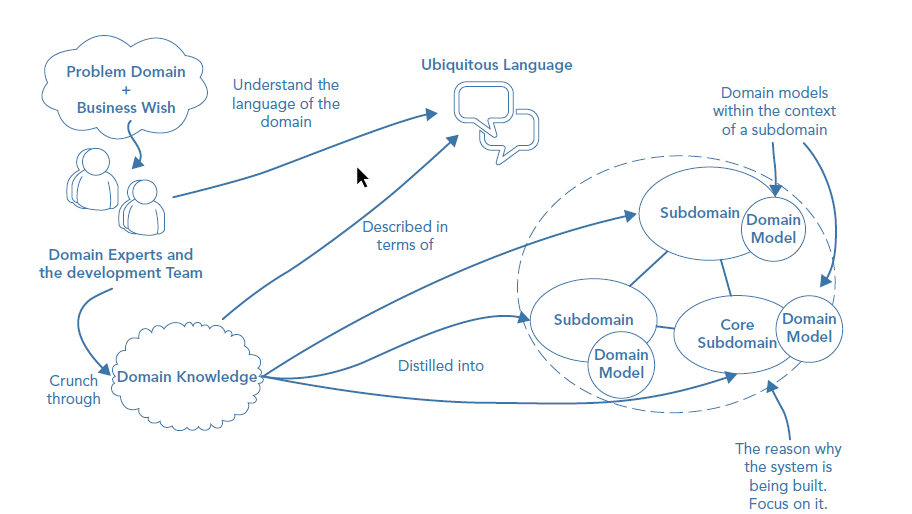 Problem Domain
+
Business Wish
Understand the
language of the
domain
Ubiquitous Language
Domain models
within the context
of a subdomain
Domain Experts and
the development Team
Described in
terms of
Subdomain
Domain
Model
Subdomain
Domain
Model
Core
Subdomain
Domain
Model
Crunch
through
Domain Knowledge
Distilled into
The reason why
the system is
being built.
Focus on it.